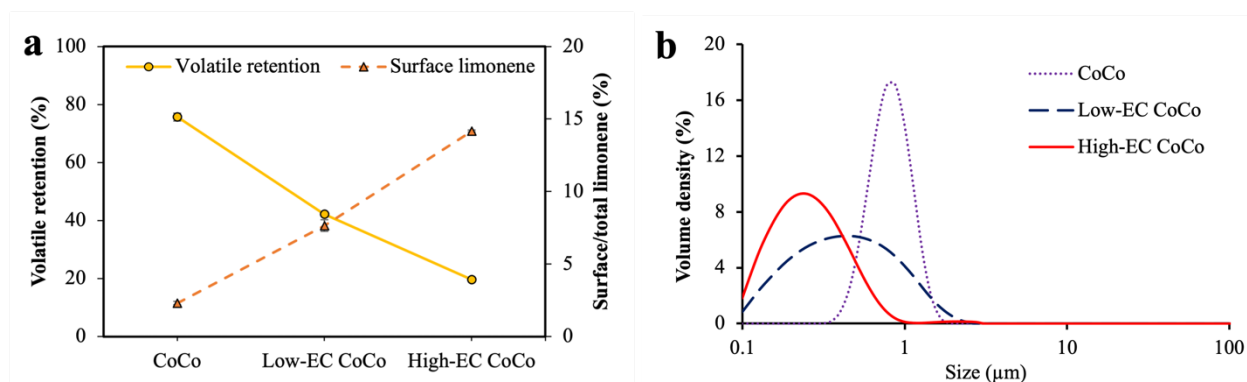 a
Volatile retention
Surface limonene
Volatile retention (%)
100
80
60
40
20
0
Surface/total limonene (%)
20
15
10
5
0
CoCo
Low-EC CoCo
High-EC CoCo
b
CoCo
Low-EC CoCo
High-EC CoCo
Volume density (%)
20
16
12
8
4
0
0.1
1
10
100
Size (µm)